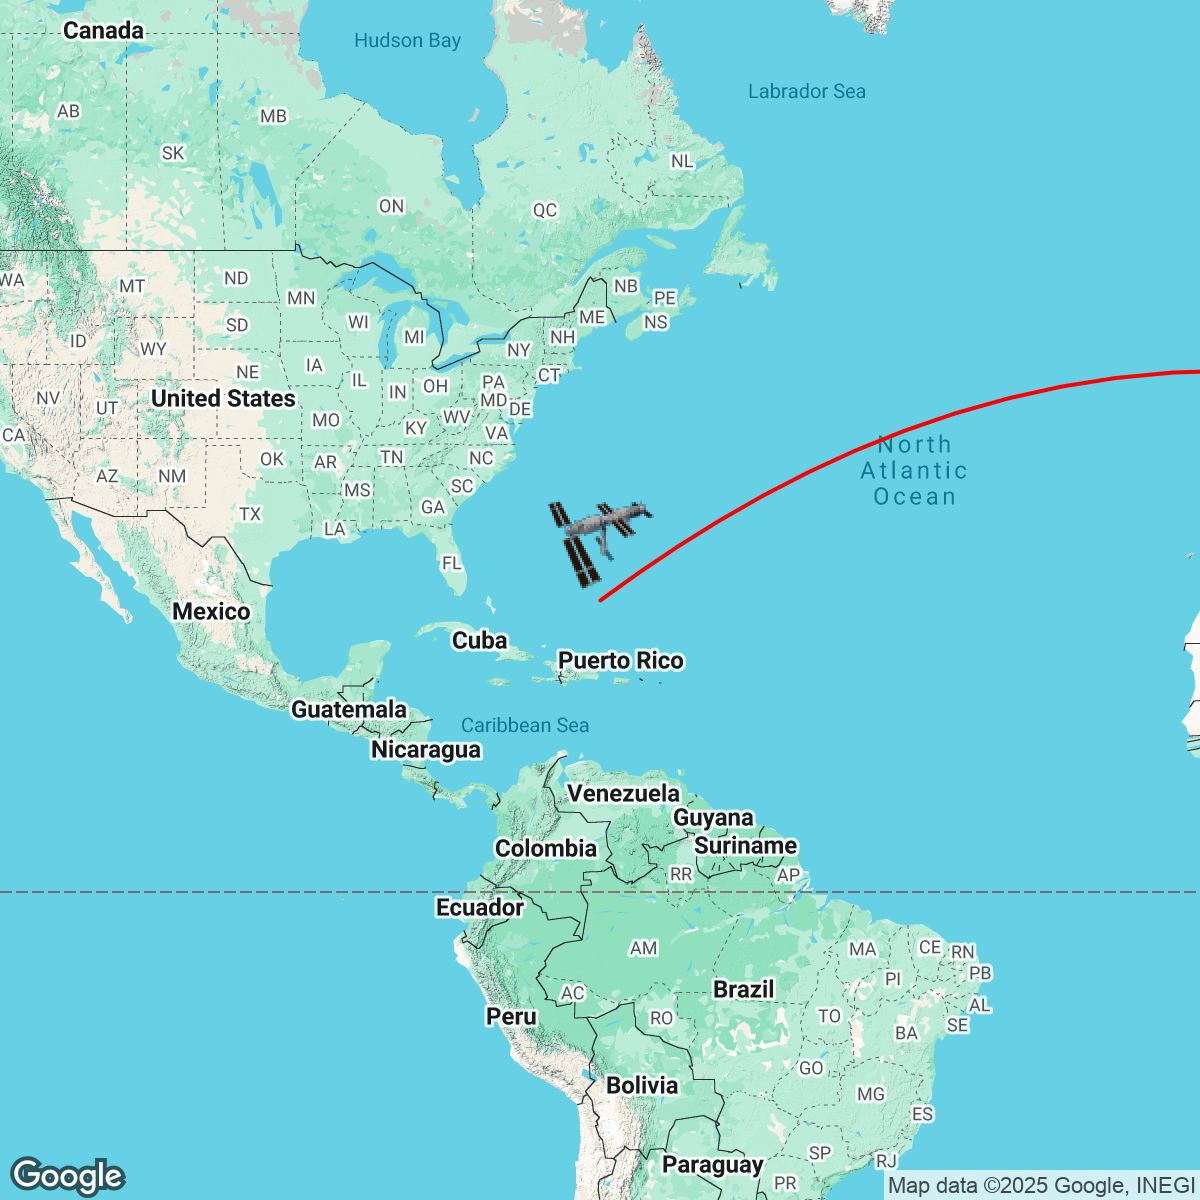 Canada
Hudson Bay
Labrador Sea
AB
MB
SK
NL
ON
QC
WA
MT
ND
MN
NB
PE
NS
ME
SD
WI
MI
NH
ID
WY
NY
IA
NE
IL
IN
OH
PA
CT
NV
UT
United States
MD
DE
MO
KY
WV
VA
CA
AZ
NM
OK
AR
TN
NC
North
Atlantic
Ocean
MS
SC
TX
LA
GA
FL
Mexico
Cuba
Puerto Rico
Guatemala
Caribbean Sea
Nicaragua
Venezuela
Guyana
Suriname
Colombia
RR
AP
Ecuador
AM
MA
CE
RN
PI
PB
AC
Brazil
AL
Peru
RO
TO
BA
SE
GO
Bolivia
MG
ES
SP
RJ
Paraguay
PR
Google
Map data ©2025 Google, INEGI